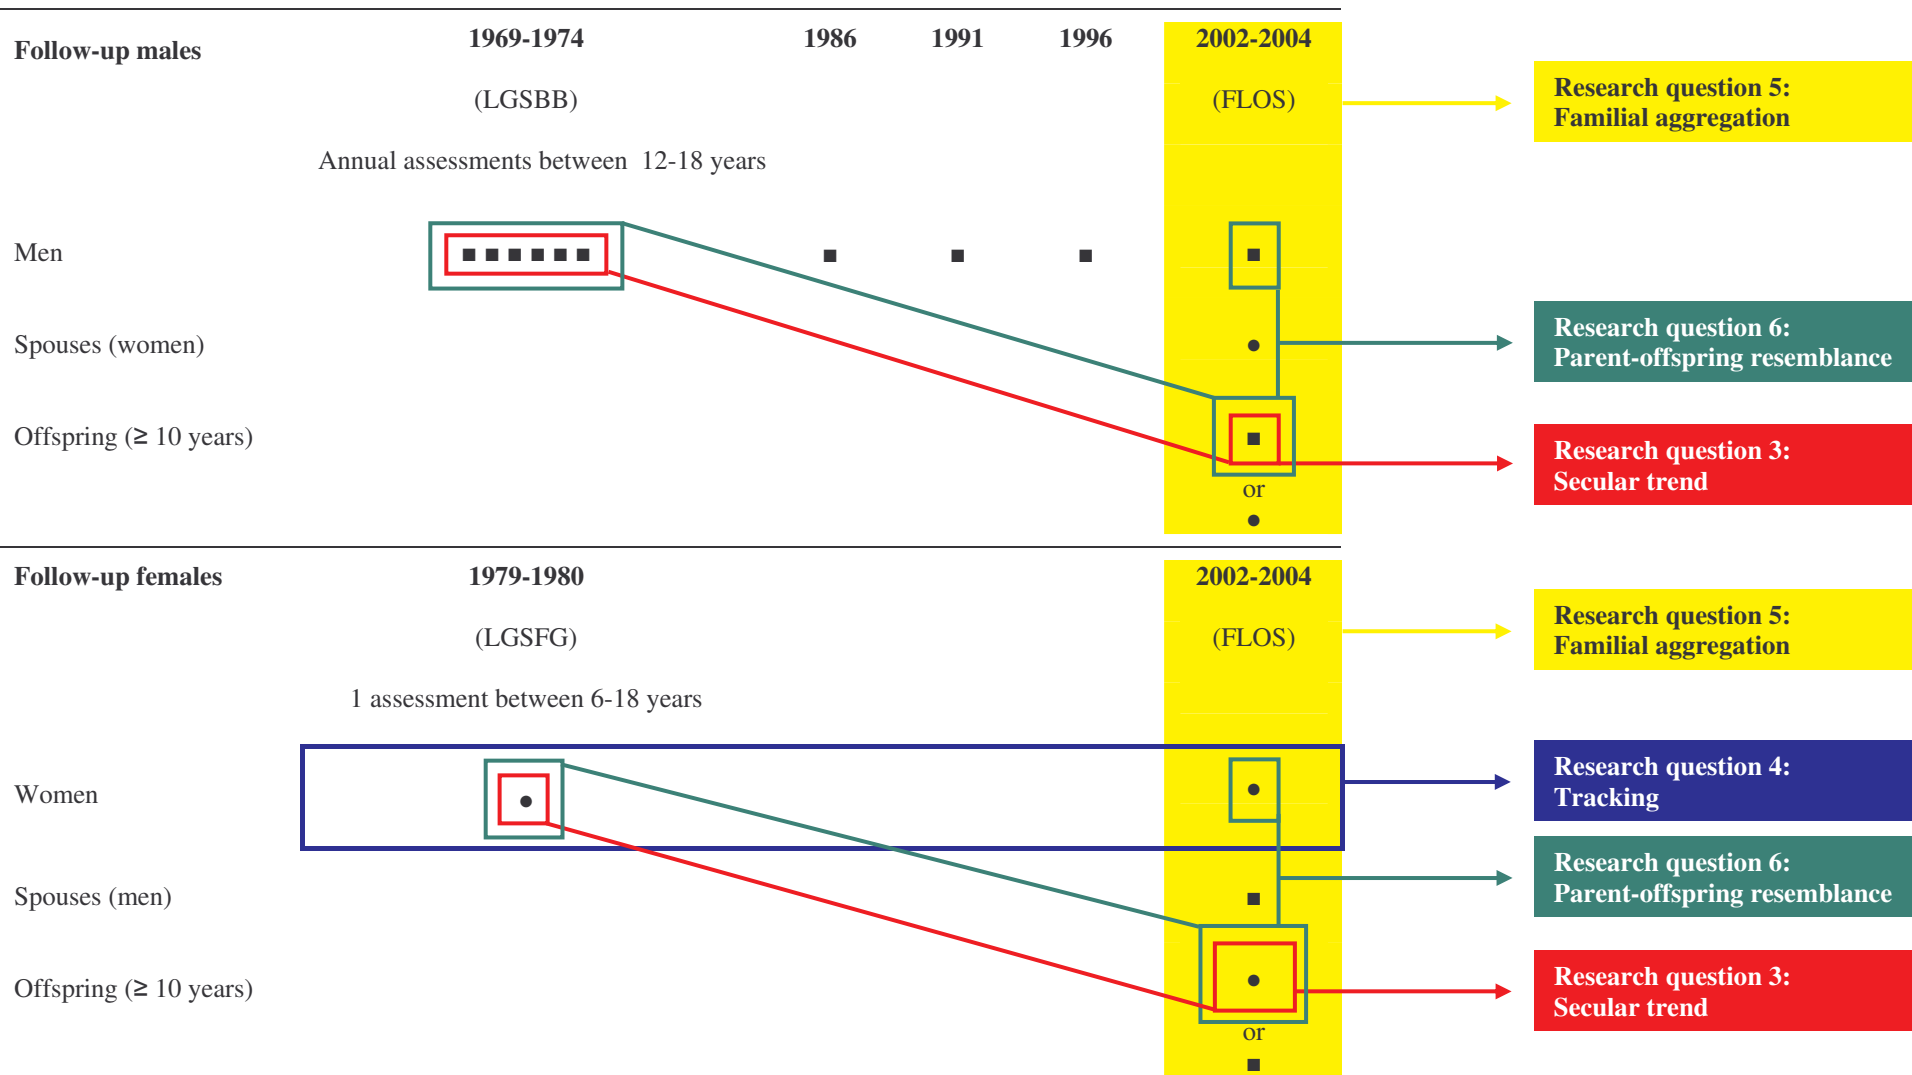 Follow-up males 1969-1974 1986 1991 1996 2002-2004
(LGSBB) (FLOS)
Research question 5:
Familial aggregation
Annual assessments between 12-18 years
Men
Spouses (women)
Research question 6:
Parent-offspring resemblance
Offspring (≥ 10 years)
Research question 3:
Secular trend
or
Follow-up females 1979-1980 2002-2004
(LGSFG) (FLOS)
Research question 5:
Familial aggregation
1 assessment between 6-18 years
Women
Research question 4:
Tracking
Spouses (men)
Research question 6:
Parent-offspring resemblance
Offspring (≥ 10 years)
Research question 3:
Secular trend
or